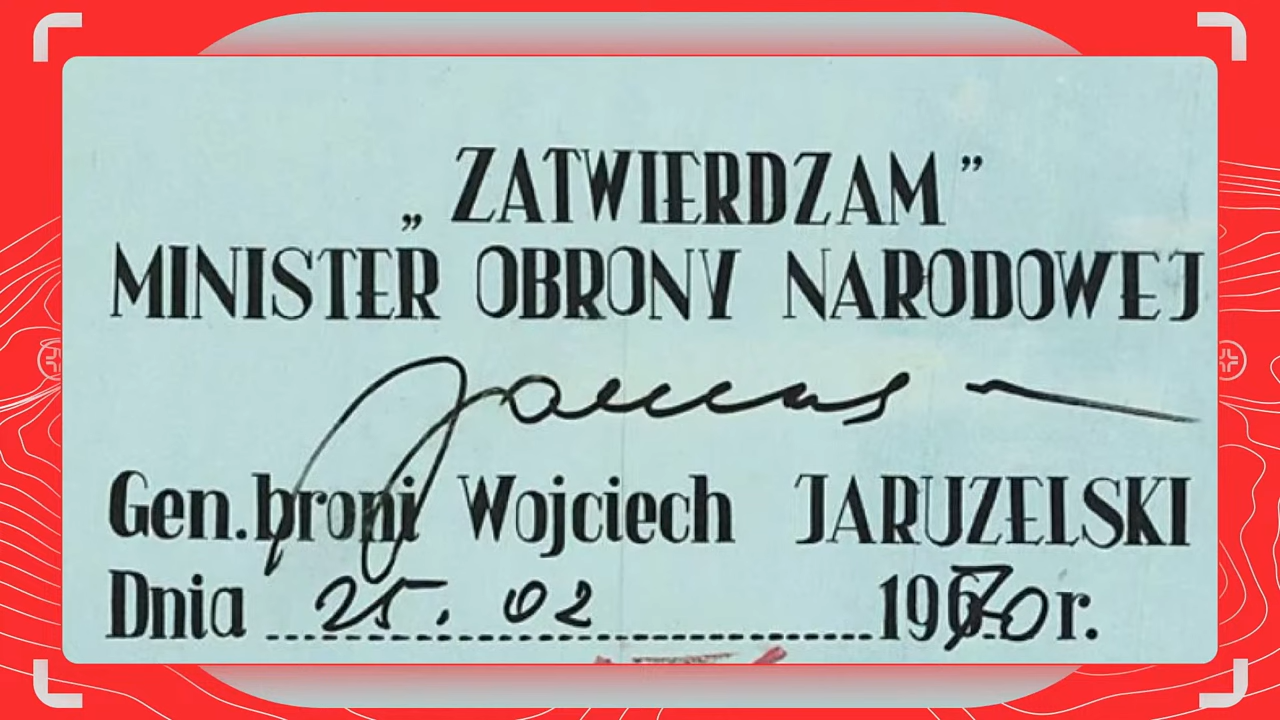 „ZATWIERDZAM”
MINISTER OBRONY NARODOWEJ
Gen.broni Wojciech JARUZELSKI
Dnia 25. 02 1970 r.